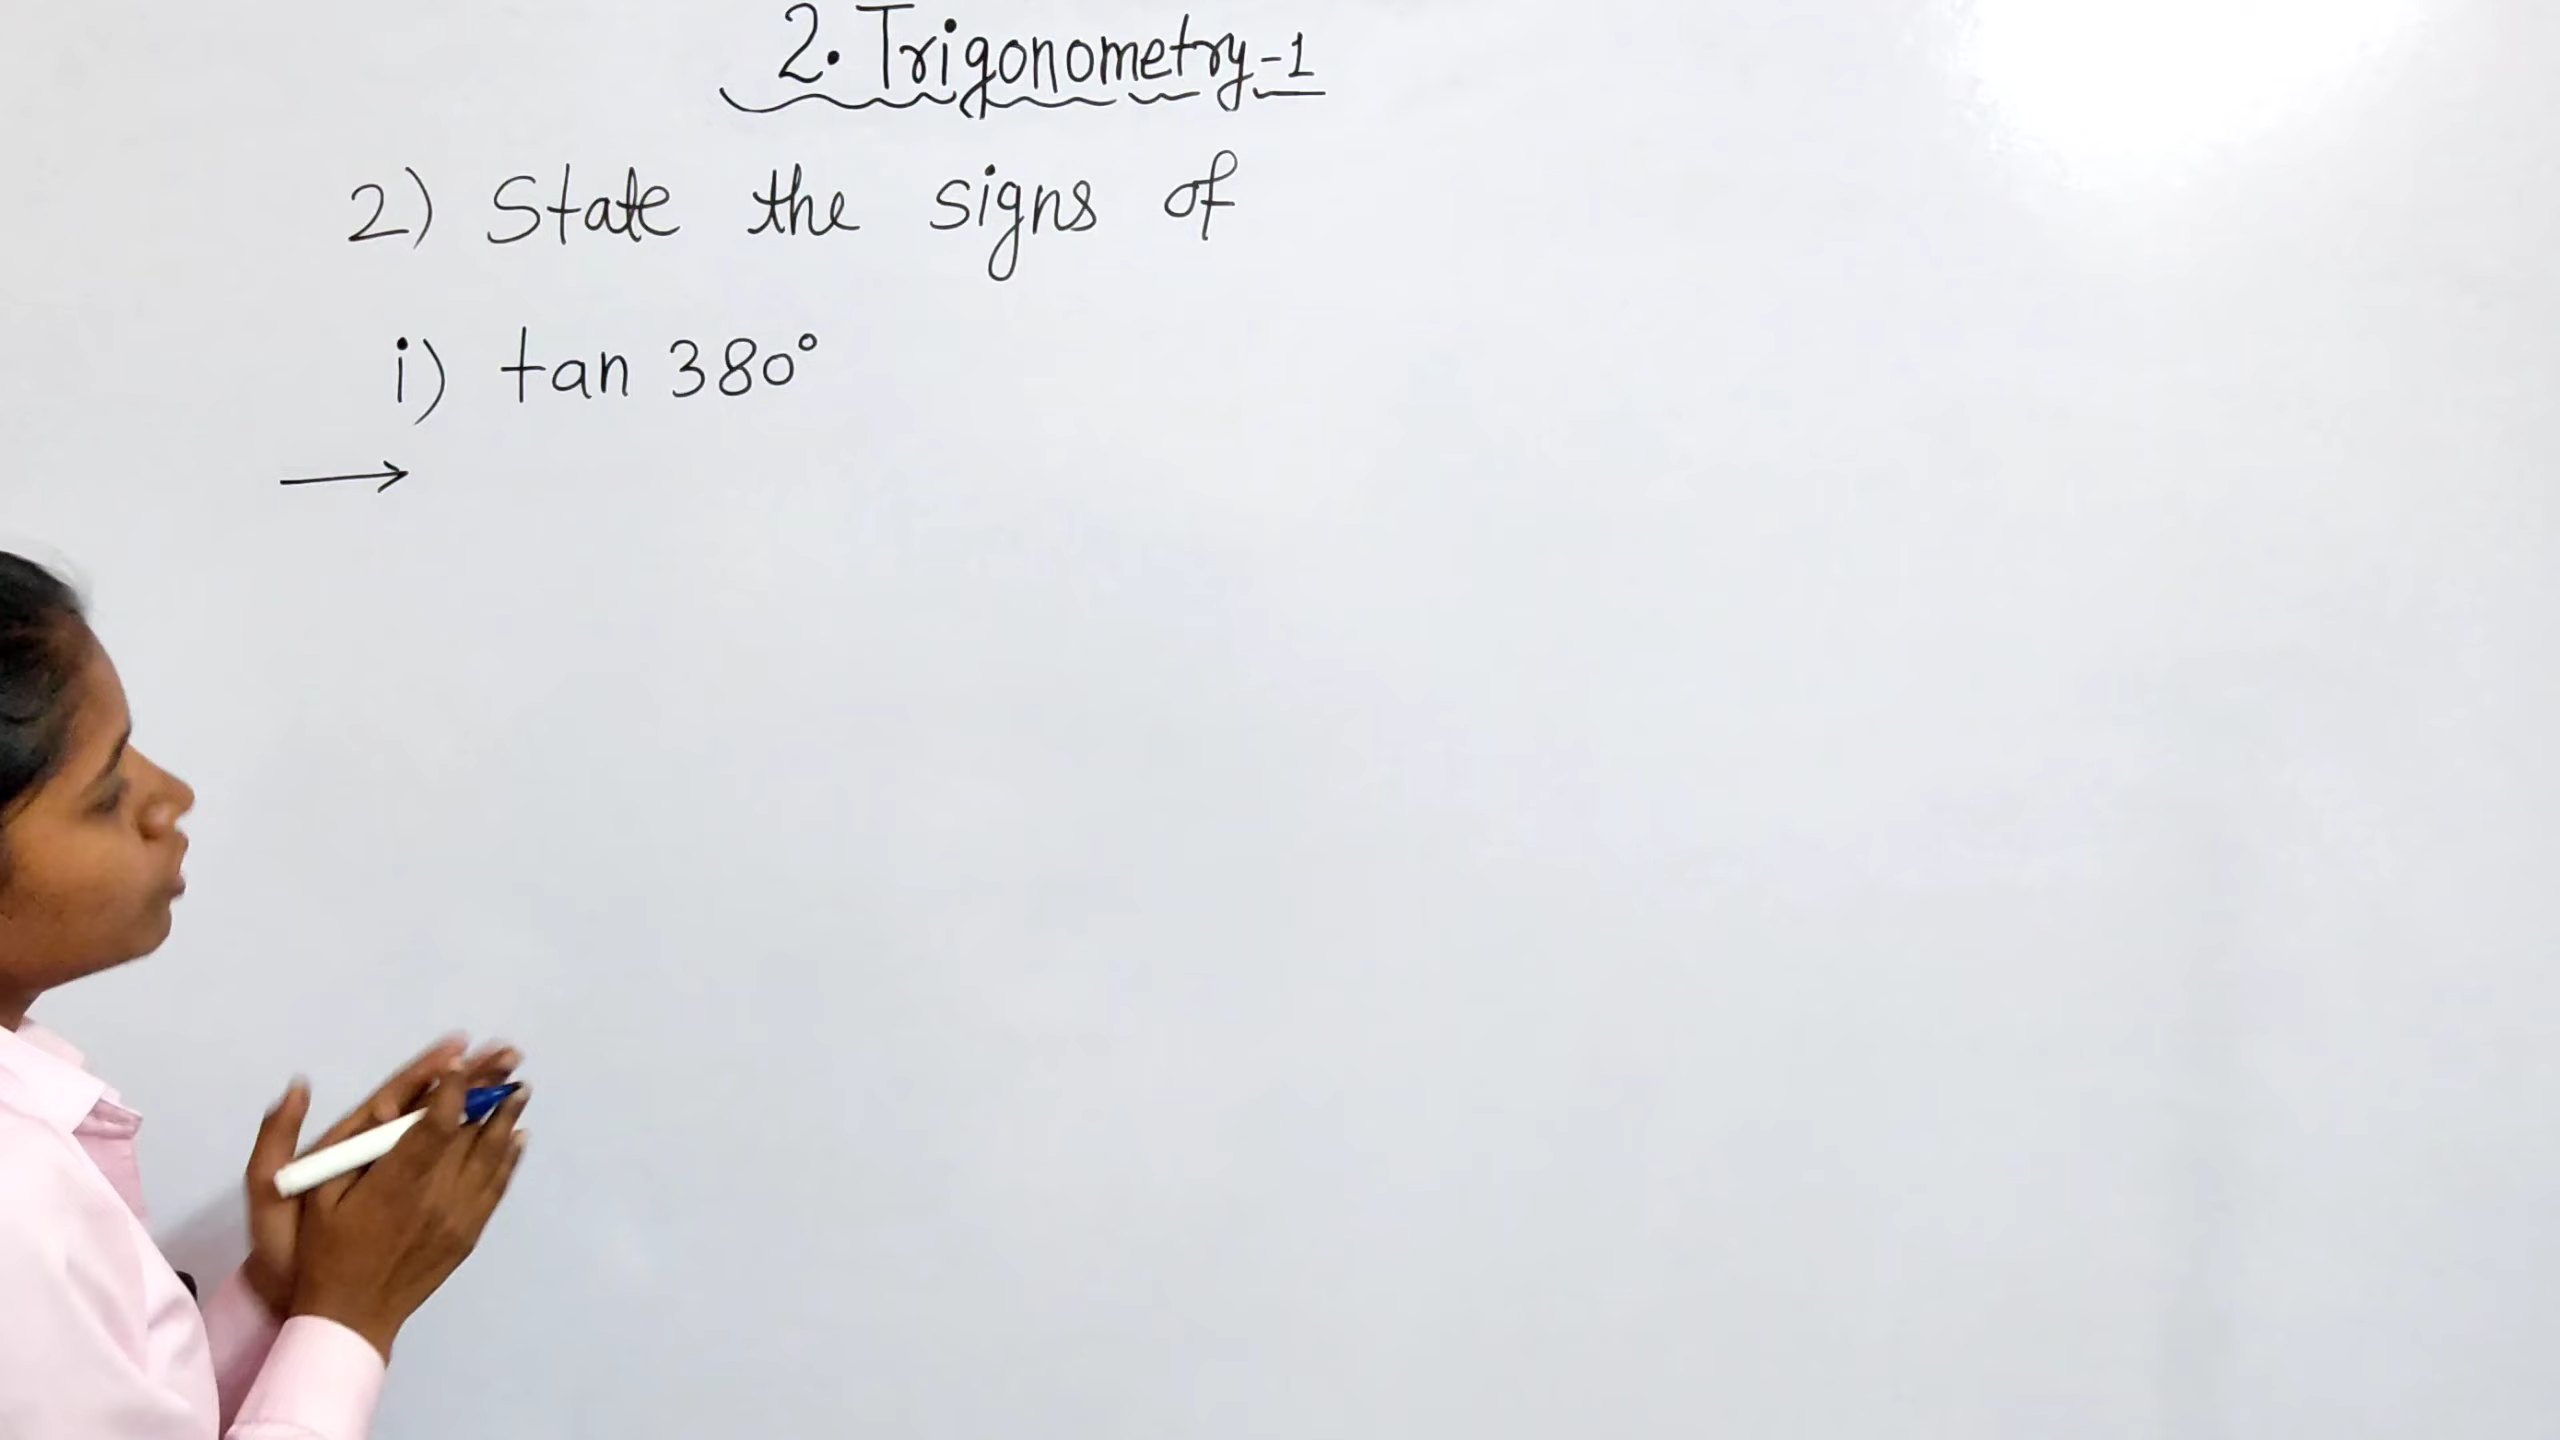 2. Trigonometry-1
2) State the signs of
i) tan 380°
→